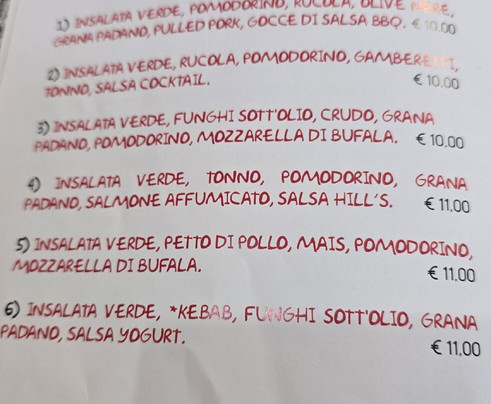 1) INSALATA VERDE, POMODORINO, RUCOLA, OLIVE NERE,
GRANA PADANO, PULLED PORK, GOCCE DI SALSA BBQ. € 10.00
2) INSALATA VERDE, RUCOLA, POMODORINO, GAMBERETTI,
TONNO, SALSA COCKTAIL. € 10.00
3) INSALATA VERDE, FUNGHI SOTT'OLIO, CRUDO, GRANA
PADANO, POMODORINO, MOZZARELLA DI BUFALA. € 10.00
4) INSALATA VERDE, TONNO, POMODORINO, GRANA
PADANO, SALMONE AFFUMICATO, SALSA HILL'S. € 11.00
5) INSALATA VERDE, PETTO DI POLLO, MAIS, POMODORINO,
MOZZARELLA DI BUFALA. € 11.00
6) INSALATA VERDE, *KEBAB, FUNGHI SOTT'OLIO, GRANA
PADANO, SALSA YOGURT. € 11.00